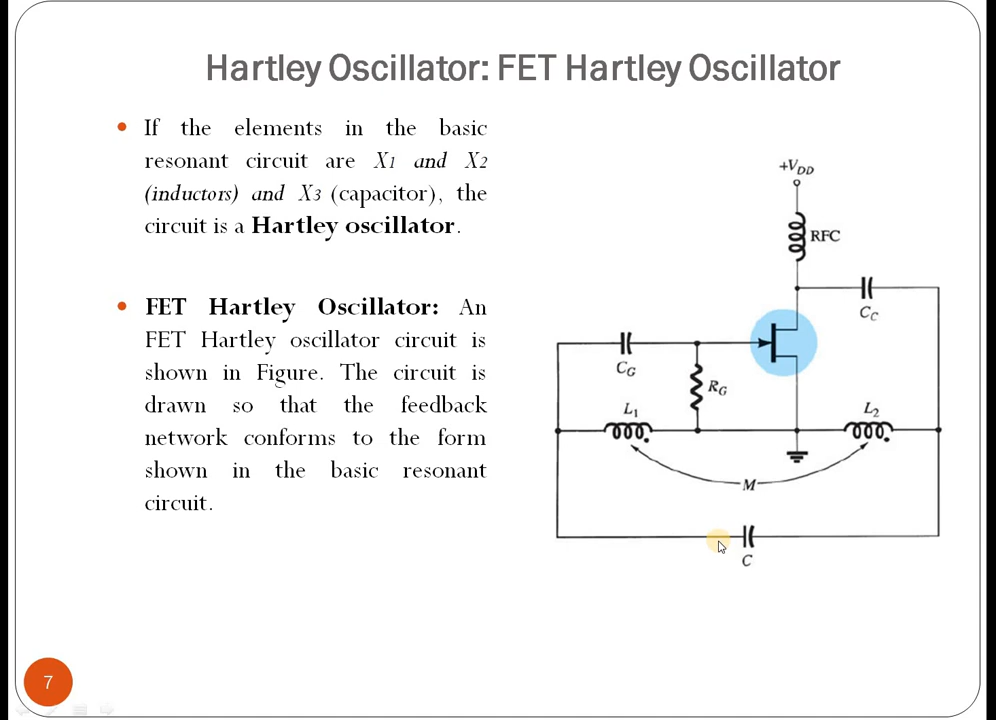 Hartley Oscillator: FET Hartley Oscillator
If the elements in the basic
resonant circuit are X1 and X2
(inductors) and X3 (capacitor), the
circuit is a Hartley oscillator.
FET Hartley Oscillator: An
FET Hartley oscillator circuit is
shown in Figure. The circuit is
drawn so that the feedback
network conforms to the form
shown in the basic resonant
circuit.
+VDD
RFC
CC
CG
RG
L1
L2
M
C
7